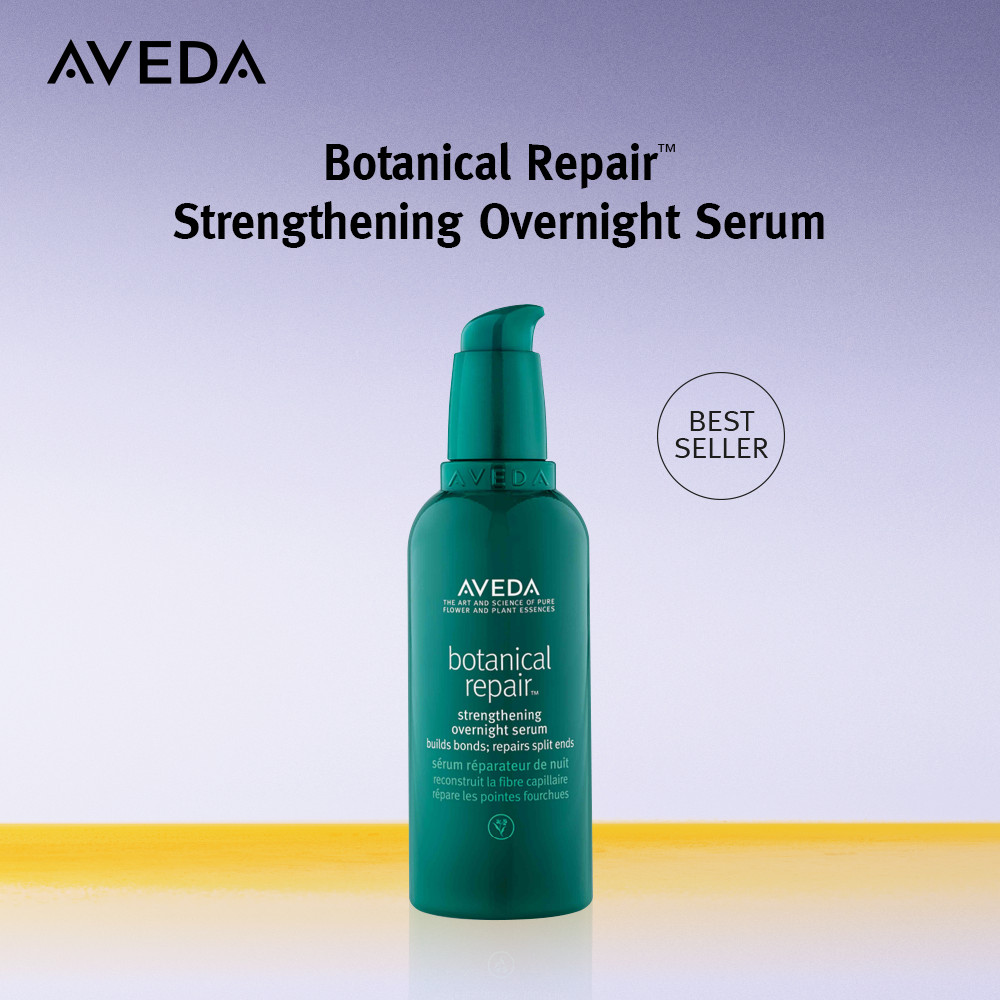 AVEDA
Botanical Repair™
Strengthening Overnight Serum
BEST
SELLER
AVEDA
AVEDA
THE ART AND SCIENCE OF PURE
FLOWER AND PLANT ESSENCES
botanical
repair™
strengthening
overnight serum
builds bonds; repairs split ends
sérum réparateur de nuit
reconstruit la fibre capillaire
répare les pointes fourchues